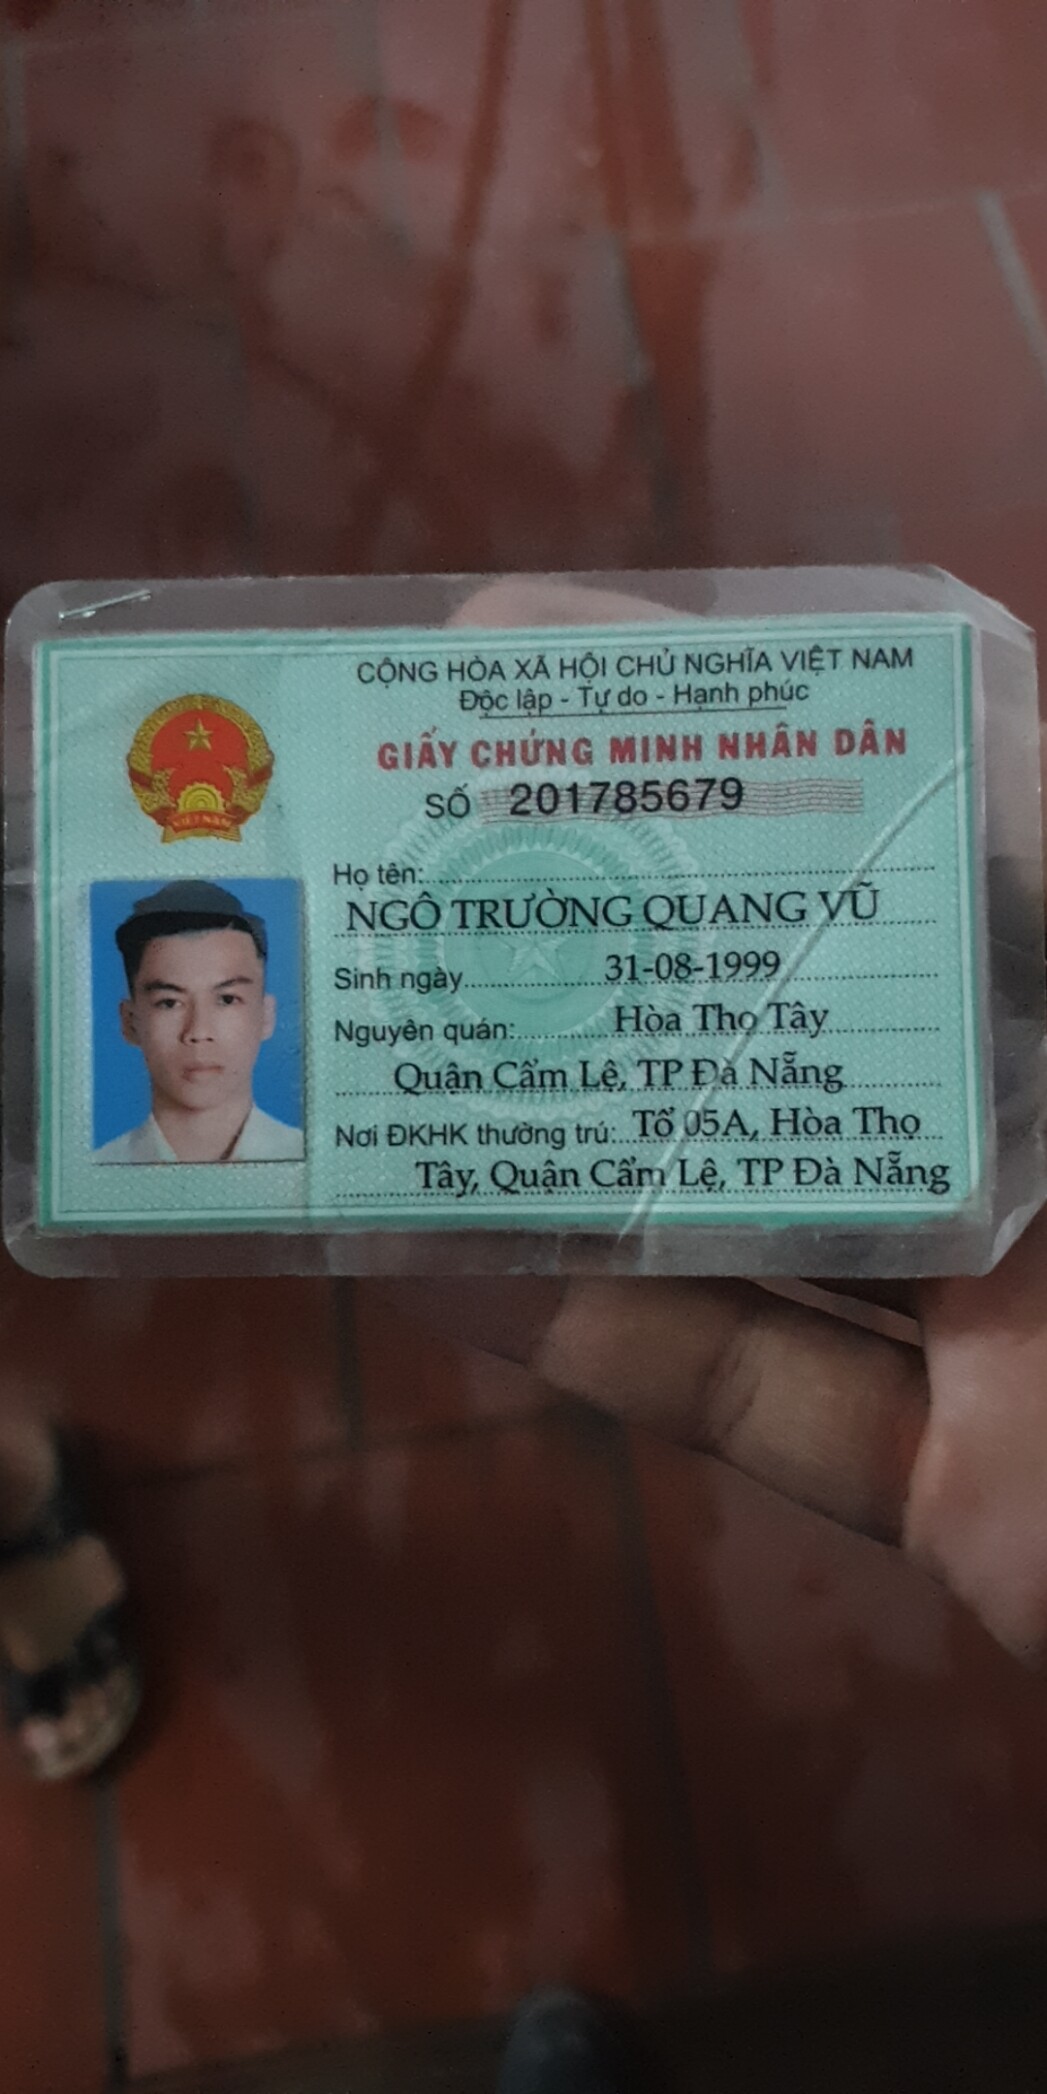 CỘNG HÒA XÃ HỘI CHỦ NGHĨA VIỆT NAM
Độc lập - Tự do - Hạnh phúc
GIẤY CHỨNG MINH NHÂN DÂN
SỐ 201785679
VIỆT NAM
Họ tên:
NGÔ TRƯỜNG QUANG VŨ
Sinh ngày 31-08-1999
Nguyên quán: Hòa Thọ Tây
Quận Cẩm Lệ, TP Đà Nẵng
Nơi ĐKHK thường trú: Tổ 05A, Hòa Thọ
Tây, Quận Cẩm Lệ, TP Đà Nẵng